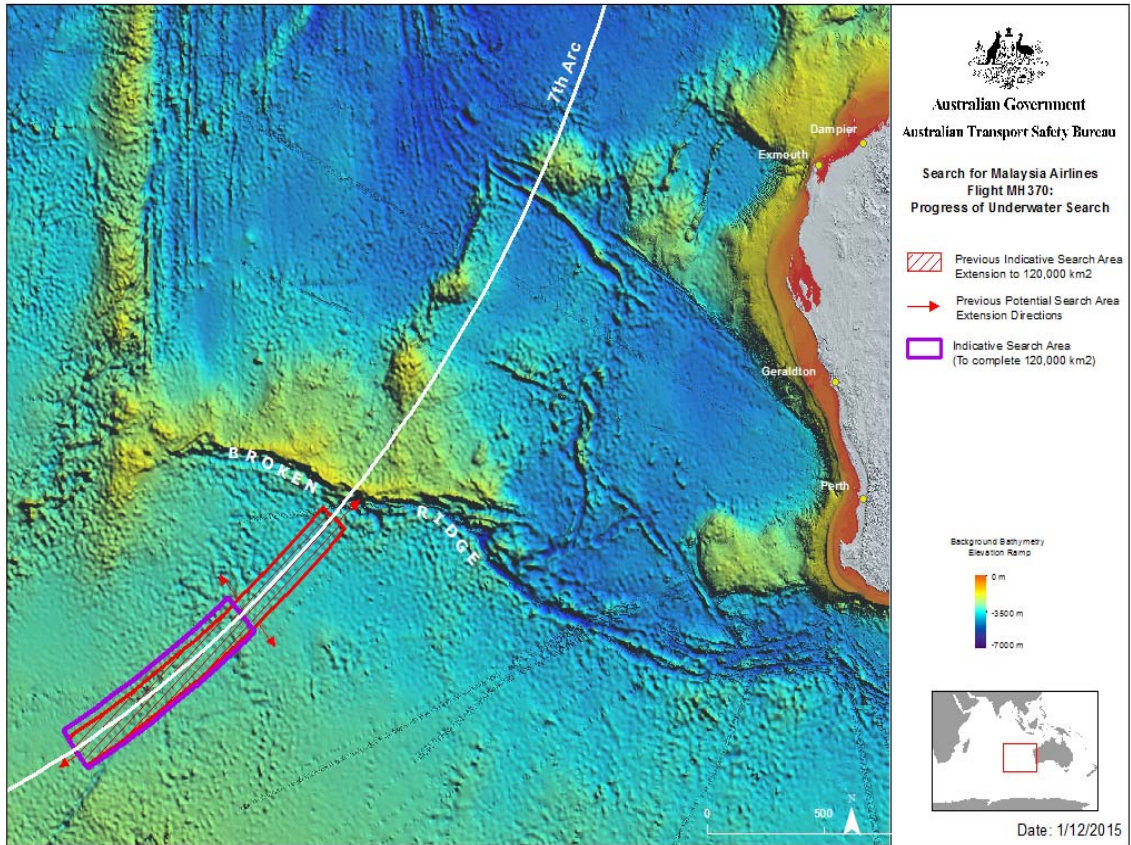 7th Arc
Dampier
Exmouth
Geraldton
Perth
BROKEN
RIDGE
0 500
N
Australian Government
Australian Transport Safety Bureau
Search for Malaysia Airlines
Flight MH370:
Progress of Underwater Search
Previous Indicative Search Area
Extension to 120,000 km2
Previous Potential Search Area
Extension Directions
Indicative Search Area
(To complete 120,000 km2)
Background Bathymetry
Elevation Ramp
0 m
-3500 m
-7000 m
Date: 1/12/2015